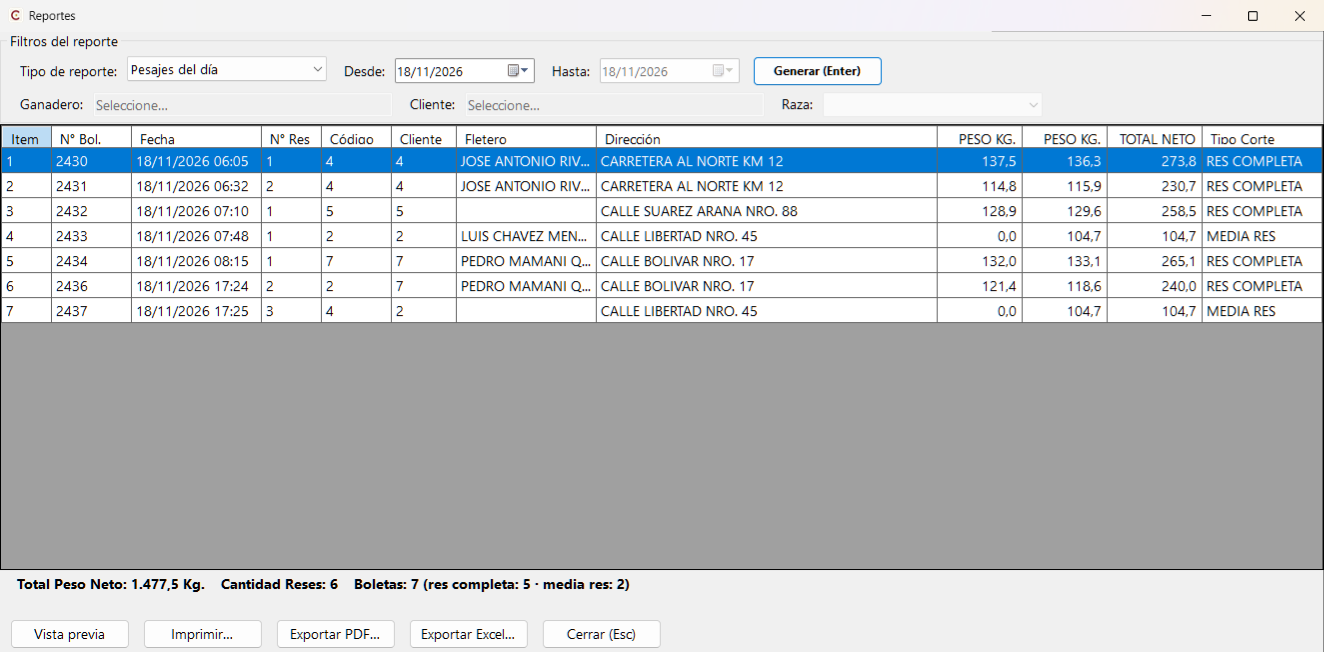 Reportes
Filtros del reporte
Tipo de reporte: Pesajes del día Desde: 18/11/2026 Hasta: 18/11/2026 Generar (Enter)
Ganadero: Seleccione... Cliente: Seleccione... Raza:
Item N° Bol. Fecha N° Res Código Cliente Fletero Dirección PESO KG. PESO KG. TOTAL NETO Tipo Corte
1 2430 18/11/2026 06:05 1 4 4 JOSE ANTONIO RIV... CARRETERA AL NORTE KM 12 137,5 136,3 273,8 RES COMPLETA
2 2431 18/11/2026 06:32 2 4 4 JOSE ANTONIO RIV... CARRETERA AL NORTE KM 12 114,8 115,9 230,7 RES COMPLETA
3 2432 18/11/2026 07:10 1 5 5 CALLE SUAREZ ARANA NRO. 88 128,9 129,6 258,5 RES COMPLETA
4 2433 18/11/2026 07:48 1 2 2 LUIS CHAVEZ MEN... CALLE LIBERTAD NRO. 45 0,0 104,7 104,7 MEDIA RES
5 2434 18/11/2026 08:15 1 7 7 PEDRO MAMANI Q... CALLE BOLIVAR NRO. 17 132,0 133,1 265,1 RES COMPLETA
6 2436 18/11/2026 17:24 2 2 7 PEDRO MAMANI Q... CALLE BOLIVAR NRO. 17 121,4 118,6 240,0 RES COMPLETA
7 2437 18/11/2026 17:25 3 4 2 CALLE LIBERTAD NRO. 45 0,0 104,7 104,7 MEDIA RES
Total Peso Neto: 1.477,5 Kg. Cantidad Reses: 6 Boletas: 7 (res completa: 5 · media res: 2)
Vista previa Imprimir... Exportar PDF... Exportar Excel... Cerrar (Esc)